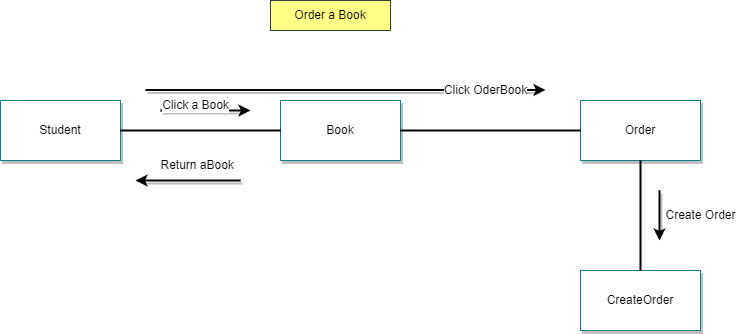 Order a Book
Click OderBook
Click a Book
Student
Book
Order
Return aBook
Create Order
CreateOrder